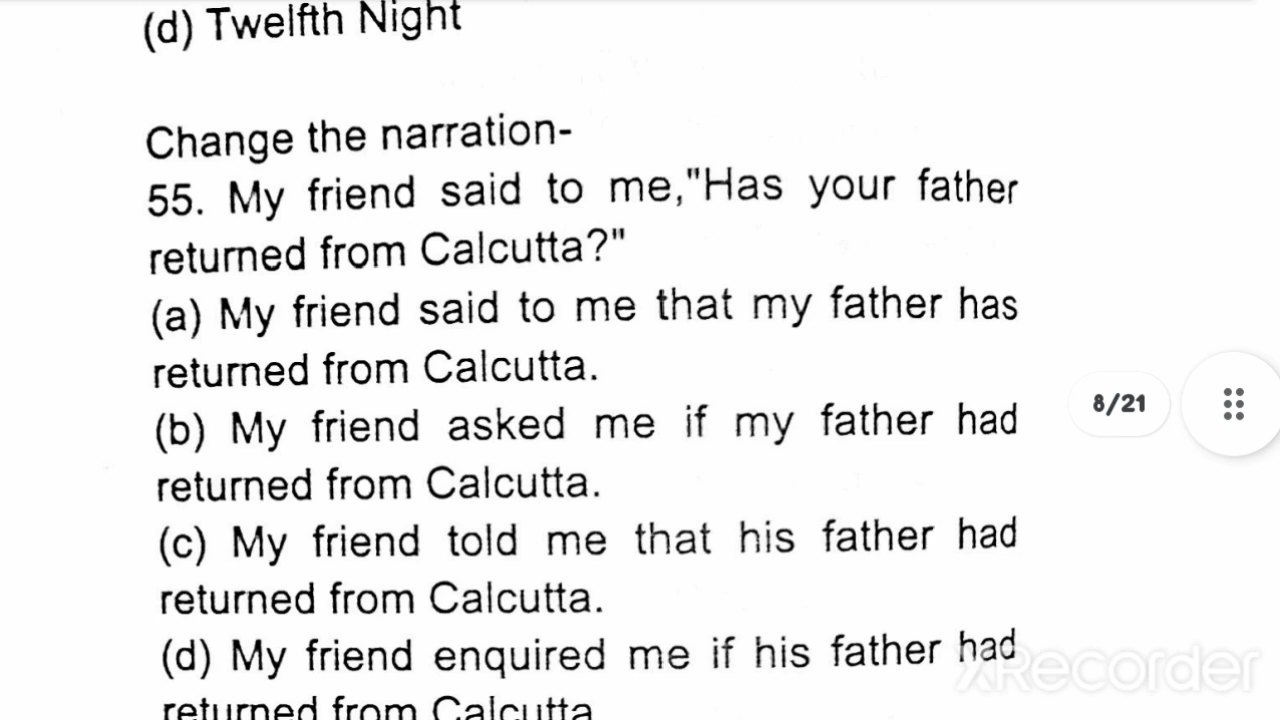 (d) Twelfth Night
Change the narration-
55. My friend said to me,"Has your father
returned from Calcutta?"
(a) My friend said to me that my father has
returned from Calcutta.
(b) My friend asked me if my father had
returned from Calcutta.
(c) My friend told me that his father had
returned from Calcutta.
(d) My friend enquired me if his father had
returned from Calcutta
8/21
XRecorder